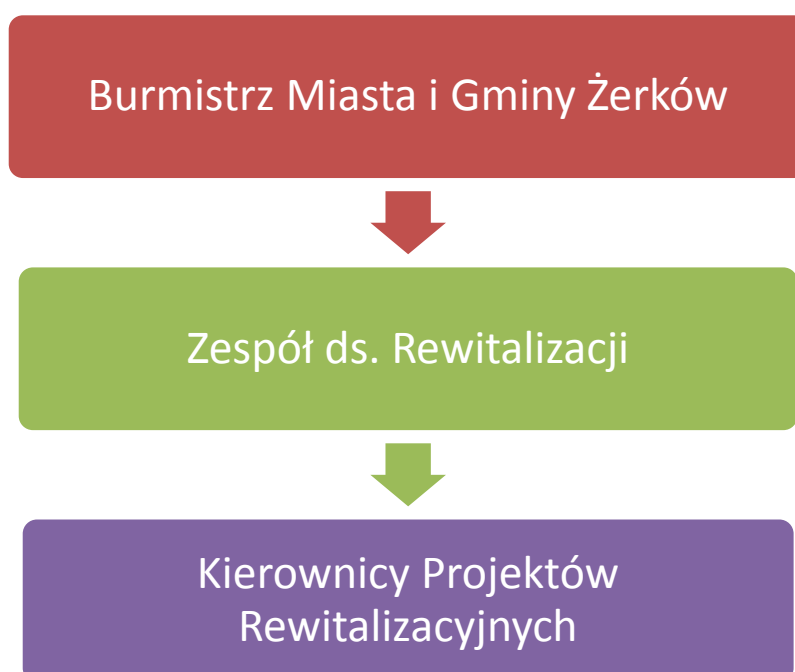 Burmistrz Miasta i Gminy Żerków
Zespół ds. Rewitalizacji
Kierownicy Projektów
Rewitalizacyjnych